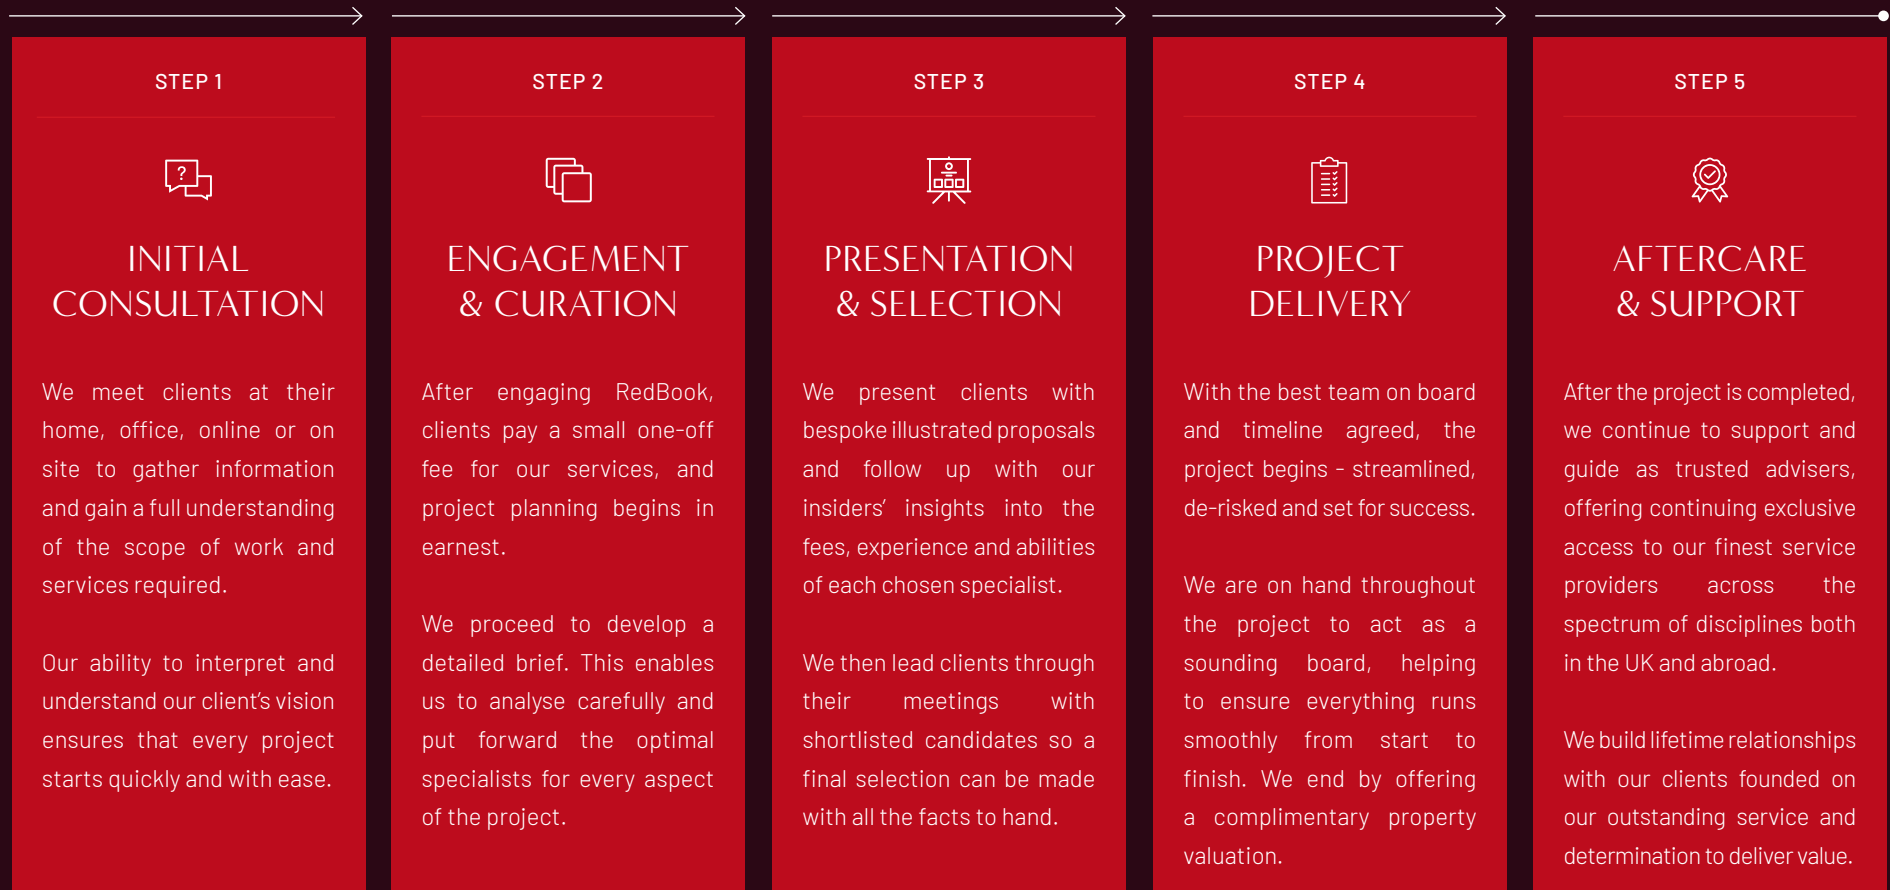 STEP 1
?
INITIAL
CONSULTATION
We meet clients at their
home, office, online or on
site to gather information
and gain a full understanding
of the scope of work and
services required.
Our ability to interpret and
understand our client’s vision
ensures that every project
starts quickly and with ease.
STEP 2
ENGAGEMENT
& CURATION
After engaging RedBook,
clients pay a small one-off
fee for our services, and
project planning begins in
earnest.
We proceed to develop a
detailed brief. This enables
us to analyse carefully and
put forward the optimal
specialists for every aspect
of the project.
STEP 3
PRESENTATION
& SELECTION
We present clients with
bespoke illustrated proposals
and follow up with our
insiders’ insights into the
fees, experience and abilities
of each chosen specialist.
We then lead clients through
their meetings with
shortlisted candidates so a
final selection can be made
with all the facts to hand.
STEP 4
PROJECT
DELIVERY
With the best team on board
and timeline agreed, the
project begins - streamlined,
de-risked and set for success.
We are on hand throughout
the project to act as a
sounding board, helping
to ensure everything runs
smoothly from start to
finish. We end by offering
a complimentary property
valuation.
STEP 5
AFTERCARE
& SUPPORT
After the project is completed,
we continue to support and
guide as trusted advisers,
offering continuing exclusive
access to our finest service
providers across the
spectrum of disciplines both
in the UK and abroad.
We build lifetime relationships
with our clients founded on
our outstanding service and
determination to deliver value.